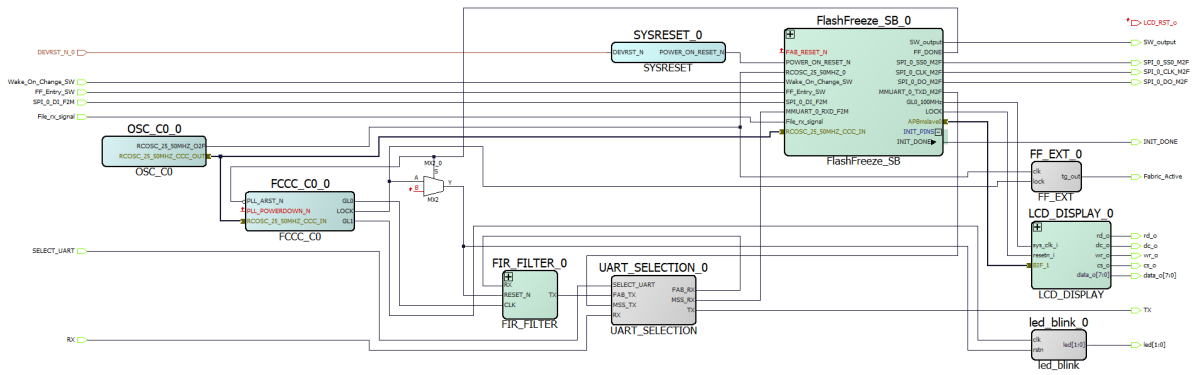 FlashFreeze_SB_0
LCD_RST_o
SYSRESET_0
SW_output
SW_output
FAB_RESET_N
FF_DONE
DEVRST_N_0
DEVRST_N
POWER_ON_RESET_N
POWER_ON_RESET_N
SPI_0_SS0_M2F
SPI_0_SS0_M2F
SYSRESET
RCOSC_25_50MHZ_0
SPI_0_CLK_M2F
SPI_0_CLK_M2F
Wake_On_Change_SW
Wake_On_Change_SW
SPI_0_DO_M2F
SPI_0_DO_M2F
FF_Entry_SW
FF_Entry_SW
MMUART_0_TXD_M2F
SPI_0_DI_F2M
SPI_0_DI_F2M
GL0_100MHz
MMUART_0_RXD_F2M
LOCK
File_rx_signal
File_rx_signal
APBmslave0
OSC_C0_0
RCOSC_25_50MHZ_CCC_IN
INIT_PINS
RCOSC_25_50MHZ_O2F
INIT_DONE
INIT_DONE
RCOSC_25_50MHZ_CCC_OUT
FlashFreeze_SB
OSC_C0
MX2_0
FF_EXT_0
S
clk
FCCC_C0_0
A
Y
tg_out
Fabric_Active
B
lock
MX2
FF_EXT
PLL_ARST_N
GL0
PLL_POWERDOWN_N
LOCK
RCOSC_25_50MHZ_CCC_IN
GL1
FCCC_C0
LCD_DISPLAY_0
rd_o
rd_o
sys_clk_i
dc_o
dc_o
SELECT_UART
resetn_i
wr_o
wr_o
FIR_FILTER_0
UART_SELECTION_0
BIF_1
cs_o
cs_o
data_o[7:0]
data_o[7:0]
RX
SELECT_UART
FAB_RX
LCD_DISPLAY
RESET_N
TX
FAB_TX
MSS_RX
CLK
MSS_TX
TX
TX
RX
FIR_FILTER
UART_SELECTION
led_blink_0
RX
clk
led[1:0]
led[1:0]
rstn
led_blink